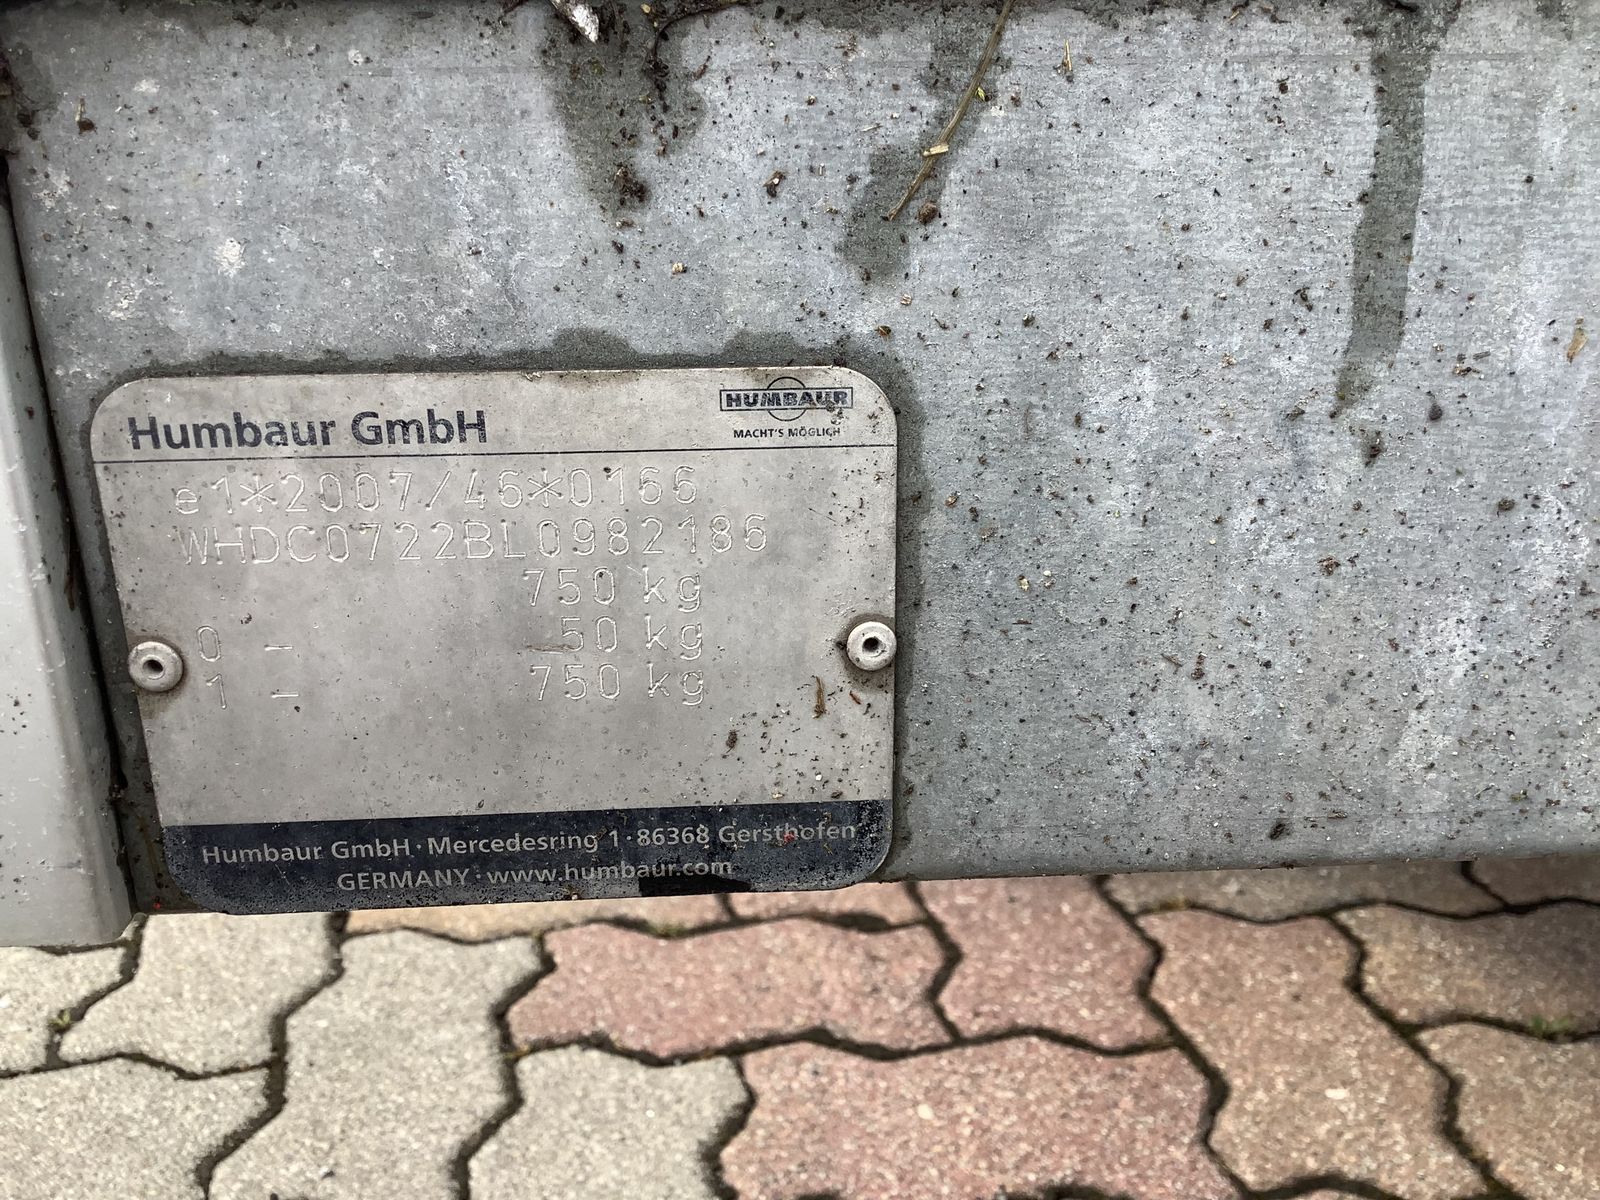 Humbaur GmbH
HUMBAUR
MACHT'S MÖGLICH
e1*2007/46*0166
WHDC0722BL0982186
750 kg
0 - 50 kg
1 - 750 kg
Humbaur GmbH · Mercedesring 1 · 86368 Gersthofen
GERMANY · www.humbaur.com